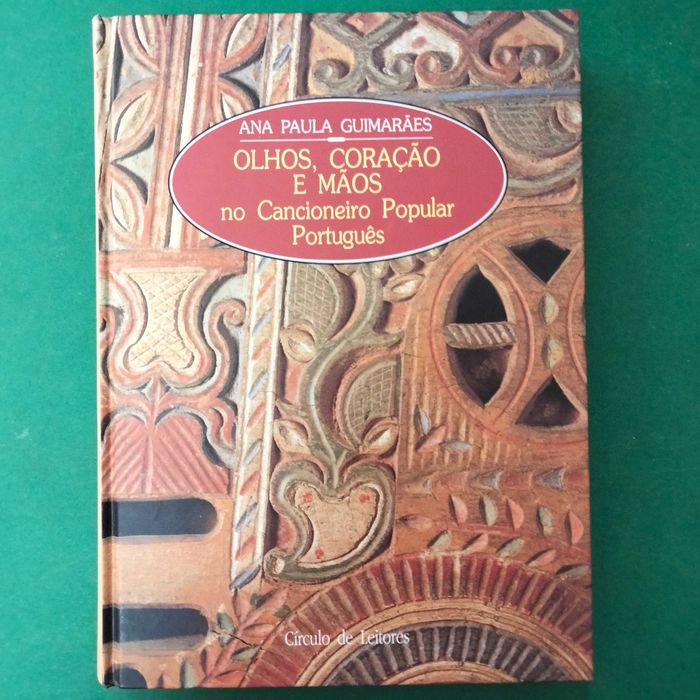 ANA PAULA GUIMARÃES
OLHOS, CORAÇÃO
E MÃOS
no Cancioneiro Popular
Português
Círculo de Leitores